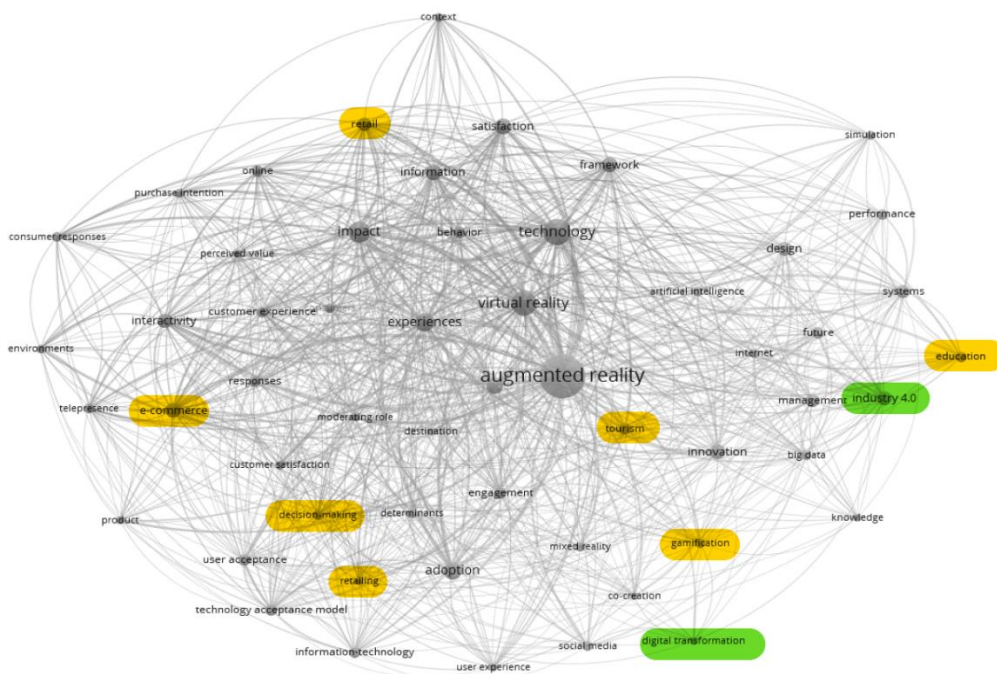 context
retail
satisfaction
simulation
framework
online
information
purchase intention
performance
consumer responses
impact
behavior
technology
design
perceived value
artificial intelligence
systems
virtual reality
customer experience
interactivity
experiences
future
environments
internet
education
augmented reality
responses
industry 4.0
management
telepresence
e-commerce
moderating role
tourism
destination
innovation
big data
customer satisfaction
engagement
decision-making
determinants
product
knowledge
gamification
mixed reality
user acceptance
adoption
retailing
co-creation
technology acceptance model
digital transformation
social media
information-technology
user experience